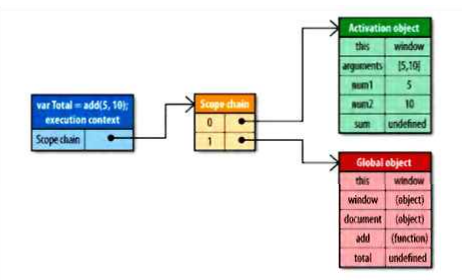 var Total = add(5, 10);
execution context
Scope chain
Scope chain
0
1
Activation object
this window
arguments [5,10]
num1 5
num2 10
sum undefined
Global object
this window
window (object)
document (object)
add (function)
total undefined